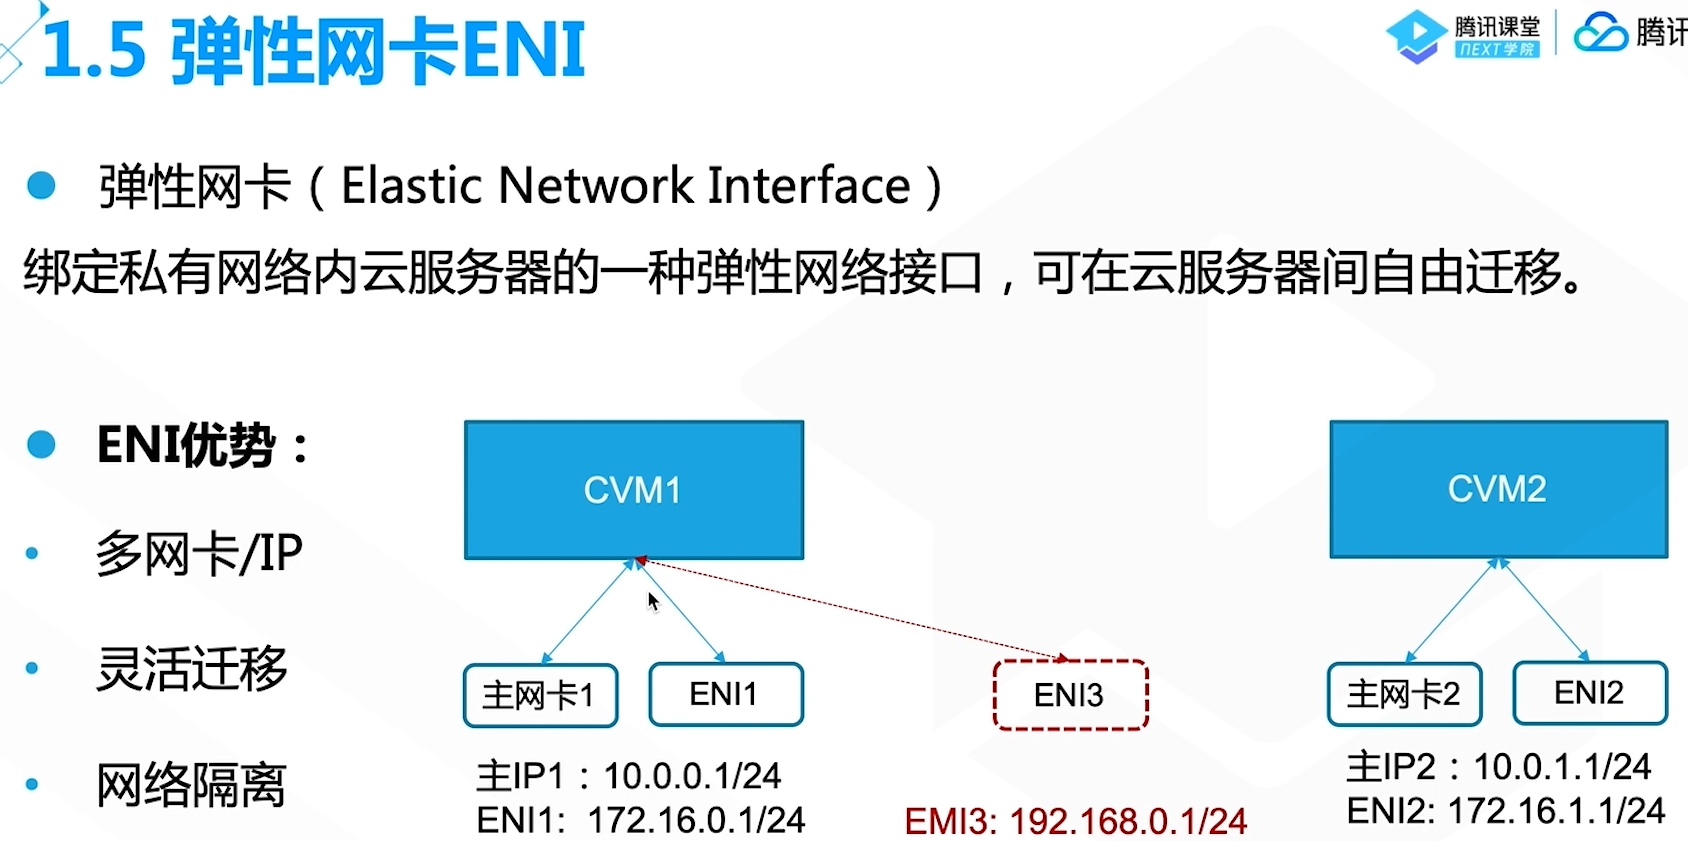 1.5 弹性网卡ENI
腾讯课堂
NEXT学院
腾讯
弹性网卡（Elastic Network Interface）
绑定私有网络内云服务器的一种弹性网络接口，可在云服务器间自由迁移。
ENI优势：
多网卡/IP
灵活迁移
网络隔离
CVM1
CVM2
主网卡1
ENI1
ENI3
主网卡2
ENI2
主IP1：10.0.0.1/24
ENI1: 172.16.0.1/24
EMI3: 192.168.0.1/24
主IP2：10.0.1.1/24
ENI2: 172.16.1.1/24